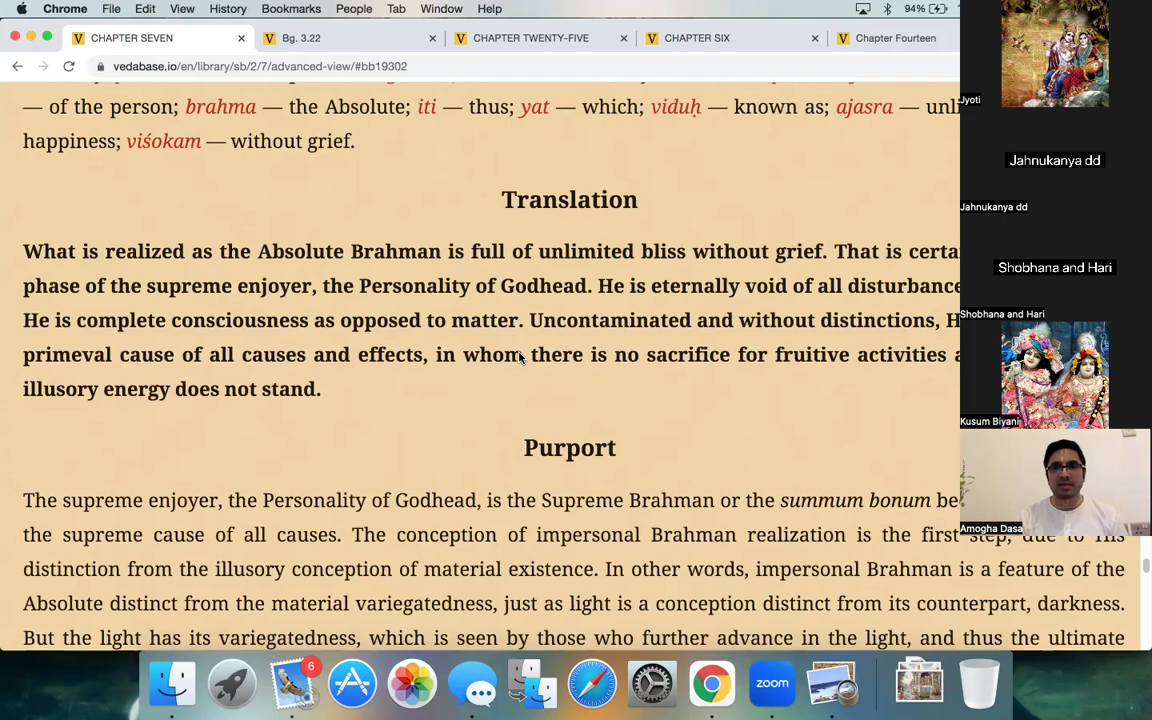 Chrome File Edit View History Bookmarks People Tab Window Help 94%
CHAPTER SEVEN Bg. 3.22 CHAPTER TWENTY-FIVE CHAPTER SIX Chapter Fourteen
vedabase.io/en/library/sb/2/7/advanced-view/#bb19302
— of the person; brahma — the Absolute; iti — thus; yat — which; viduḥ — known as; ajasra —
happiness; viśokam — without grief.
Translation
What is realized as the Absolute Brahman is full of unlimited bliss without grief. That is
phase of the supreme enjoyer, the Personality of Godhead. He is eternally void of all
He is complete consciousness as opposed to matter. Uncontaminated and without distinctions,
primeval cause of all causes and effects, in whom there is no sacrifice for fruitive activities
illusory energy does not stand.
Purport
The supreme enjoyer, the Personality of Godhead, is the Supreme Brahman or the summum bonum
the supreme cause of all causes. The conception of impersonal Brahman realization is the first step, due to His
distinction from the illusory conception of material existence. In other words, impersonal Brahman is a feature of the
Absolute distinct from the material variegatedness, just as light is a conception distinct from its counterpart, darkness.
But the light has its variegatedness, which is seen by those who further advance in the light, and thus the ultimate
Jyoti
Jahnukanya dd
Jahnukanya dd
Shobhana and Hari
Shobhana and Hari
Kusum Biyani
Amogha Dasa
6
zoom